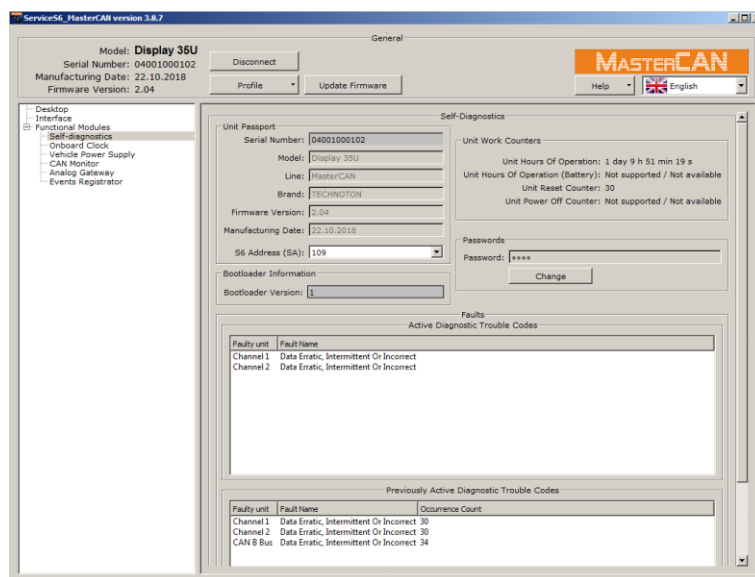 ServiceS6_MasterCAN version 3.8.7
General
Model: Display 35U
Serial Number: 04001000102
Manufacturing Date: 22.10.2018
Firmware Version: 2.04
Disconnect
Profile
Update Firmware
MASTERCAN
Help
English
Desktop
Interface
Functional Modules
Self-diagnostics
Onboard Clock
Vehicle Power Supply
CAN Monitor
Analog Gateway
Events Registrator
Self-Diagnostics
Unit Passport
Serial Number: 04001000102
Model: Display 35U
Line: MasterCAN
Brand: TECHNOTON
Firmware Version: 2.04
Manufacturing Date: 22.10.2018
S6 Address (SA): 109
Bootloader Information
Bootloader Version: 1
Unit Work Counters
Unit Hours Of Operation: 1 day 9 h 51 min 19 s
Unit Hours Of Operation (Battery): Not supported / Not available
Unit Reset Counter: 30
Unit Power Off Counter: Not supported / Not available
Passwords
Password: ****
Change
Faults
Active Diagnostic Trouble Codes
Faulty unit Fault Name
Channel 1 Data Erratic, Intermittent Or Incorrect
Channel 2 Data Erratic, Intermittent Or Incorrect
Previously Active Diagnostic Trouble Codes
Faulty unit Fault Name Occurrence Count
Channel 1 Data Erratic, Intermittent Or Incorrect 30
Channel 2 Data Erratic, Intermittent Or Incorrect 30
CAN B Bus Data Erratic, Intermittent Or Incorrect 34